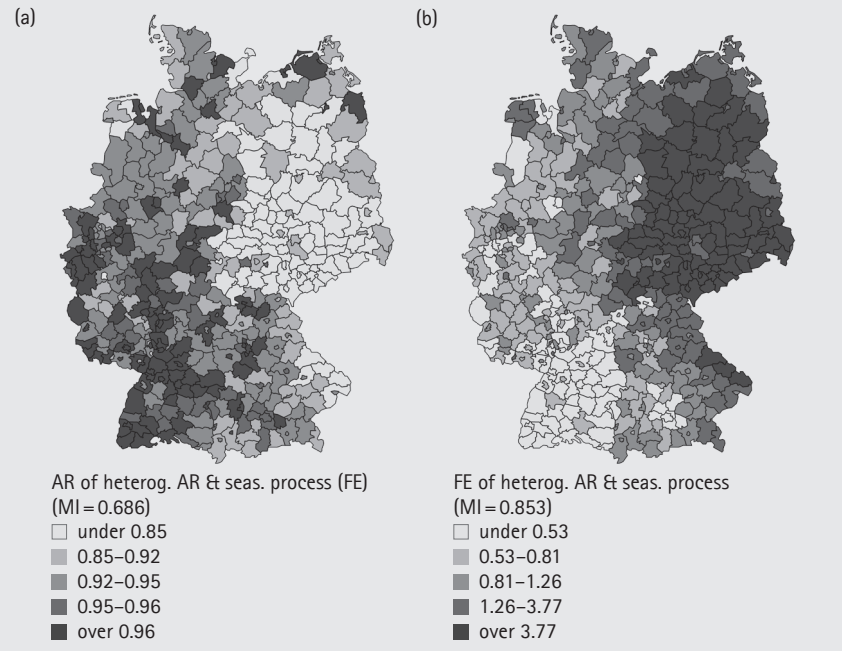 (a)
AR of heterog. AR & seas. process (FE)
(MI = 0.686)
under 0.85
0.85–0.92
0.92–0.95
0.95–0.96
over 0.96
(b)
FE of heterog. AR & seas. process
(MI = 0.853)
under 0.53
0.53–0.81
0.81–1.26
1.26–3.77
over 3.77